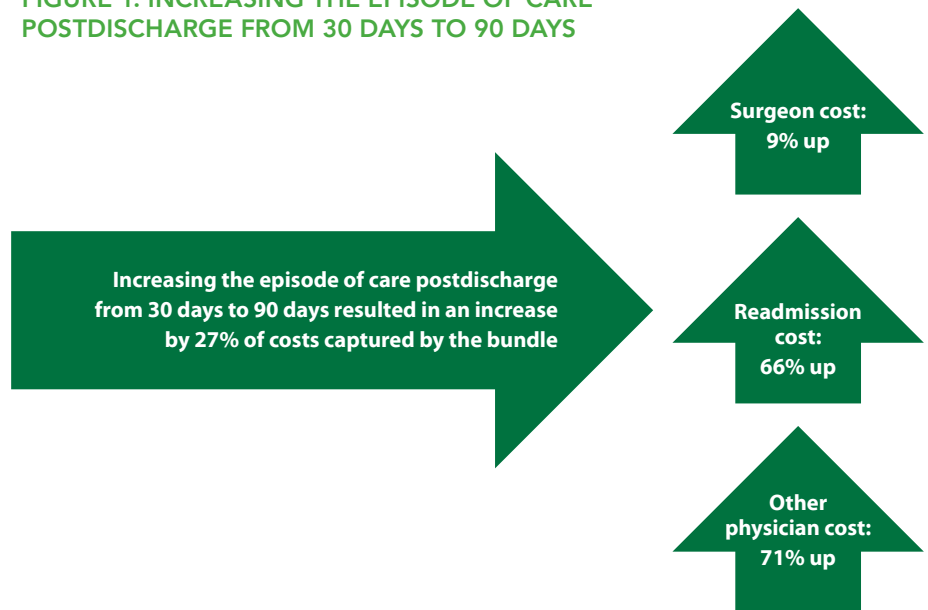 FIGURE 1. INCREASING THE EPISODE OF CARE
POSTDISCHARGE FROM 30 DAYS TO 90 DAYS
Increasing the episode of care postdischarge
from 30 days to 90 days resulted in an increase
by 27% of costs captured by the bundle
Surgeon cost:
9% up
Readmission
cost:
66% up
Other
physician cost:
71% up